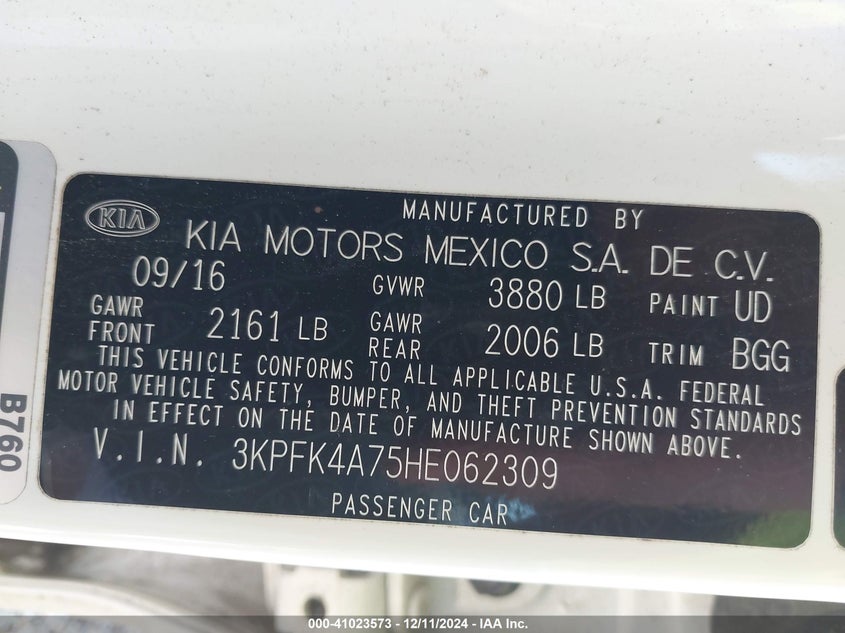 MANUFACTURED BY
KIA KIA MOTORS MEXICO S.A. DE C.V.
09/16 GVWR 3880 LB PAINT UD
GAWR FRONT 2161 LB GAWR REAR 2006 LB TRIM BGG
THIS VEHICLE CONFORMS TO ALL APPLICABLE U.S.A. FEDERAL
MOTOR VEHICLE SAFETY, BUMPER, AND THEFT PREVENTION STANDARDS
IN EFFECT ON THE DATE OF MANUFACTURE SHOWN ABOVE.
V.I.N. 3KPFK4A75HE062309
PASSENGER CAR
B760
000-41023573 - 12/11/2024 - IAA Inc.